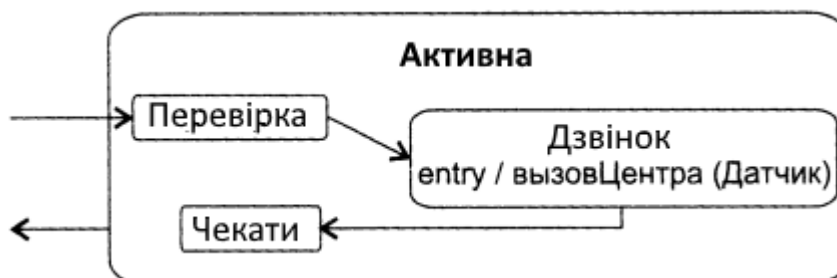 Активна
Перевірка
Дзвінок
entry / вызовЦентра (Датчик)
Чекати